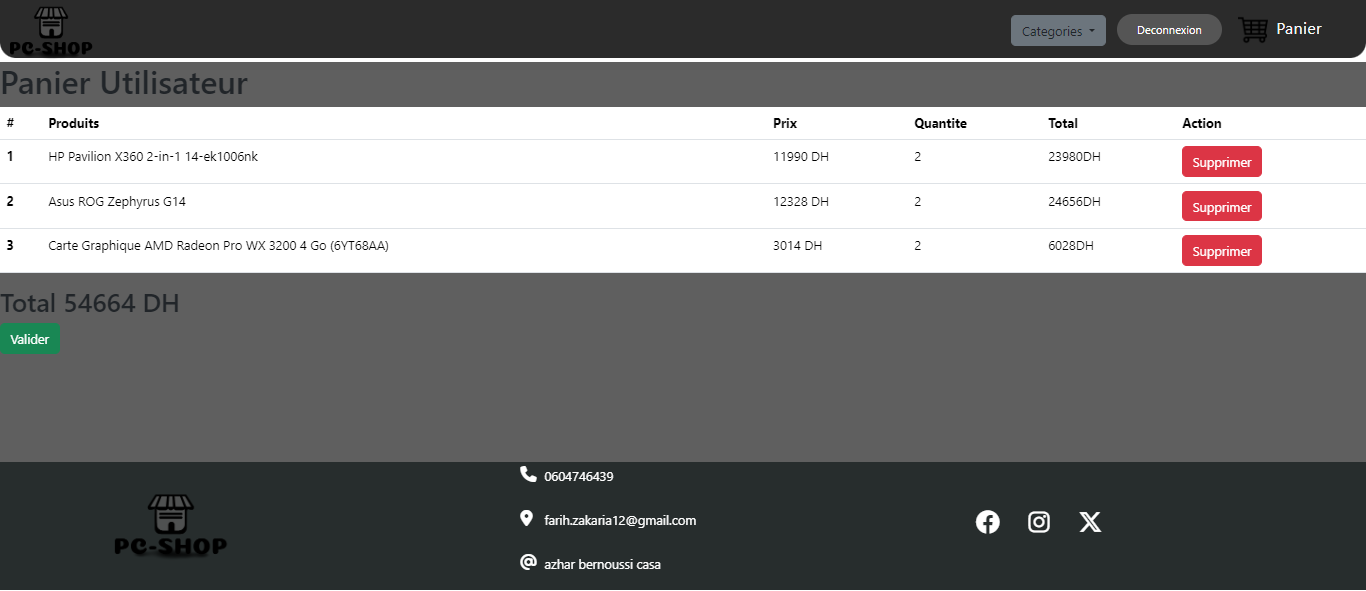 PC-SHOP
Categories
Deconnexion
Panier
Panier Utilisateur
# Produits Prix Quantite Total Action
1 HP Pavilion X360 2-in-1 14-ek1006nk 11990 DH 2 23980DH Supprimer
2 Asus ROG Zephyrus G14 12328 DH 2 24656DH Supprimer
3 Carte Graphique AMD Radeon Pro WX 3200 4 Go (6YT68AA) 3014 DH 2 6028DH Supprimer
Total 54664 DH
Valider
PC-SHOP
0604746439
farih.zakaria12@gmail.com
azhar bernoussi casa